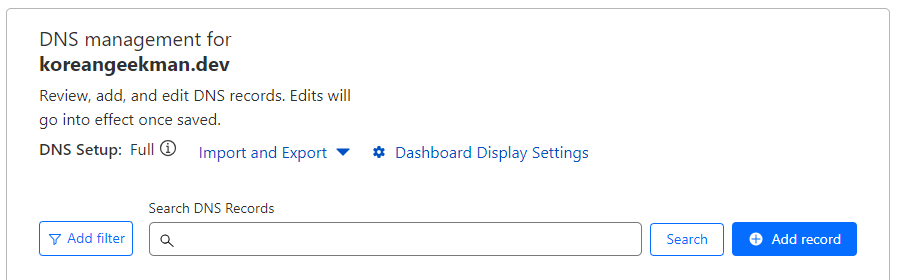 DNS management for
koreangeekman.dev
Review, add, and edit DNS records. Edits will
go into effect once saved.
DNS Setup: Full Import and Export Dashboard Display Settings
Search DNS Records
Add filter Search Add record